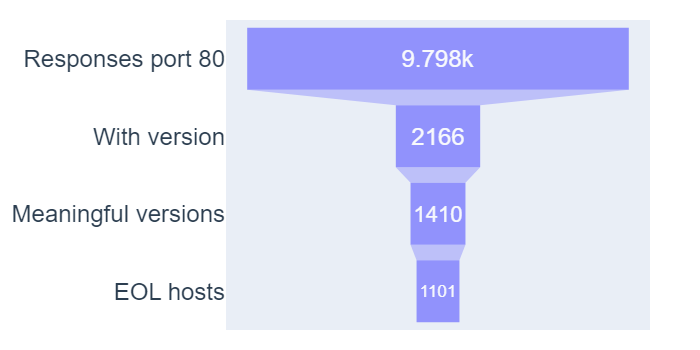 Responses port 80 9.798k
With version 2166
Meaningful versions 1410
EOL hosts 1101